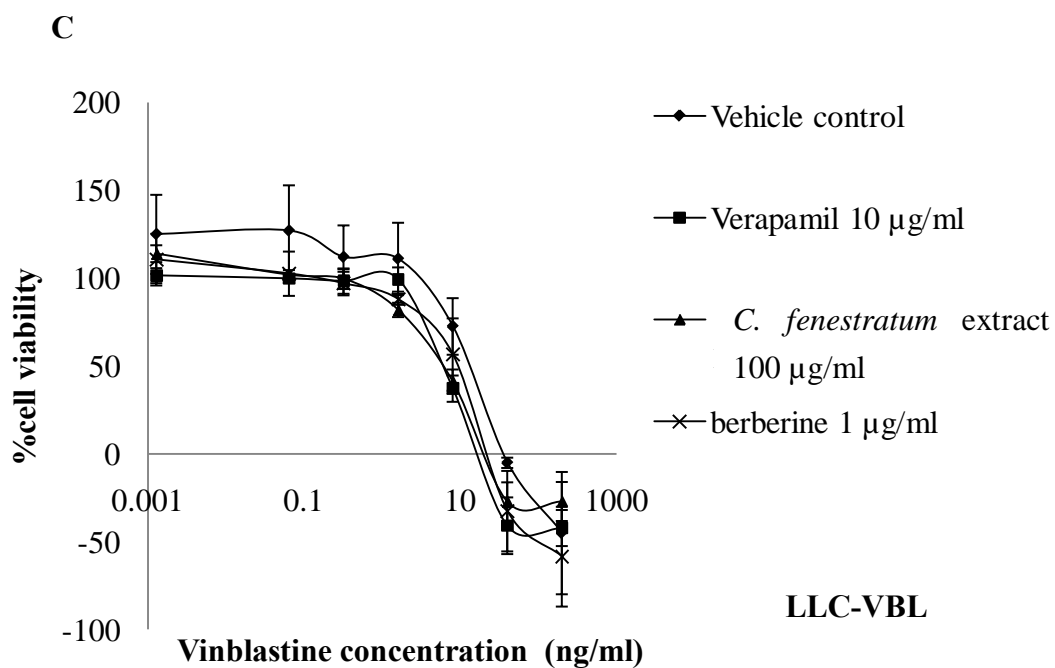 C
200
150
100
50
0
-50
-100
%cell viability
0.001 0.1 10 1000
Vinblastine concentration (ng/ml)
Vehicle control
Verapamil 10 µg/ml
C. fenestratum extract
100 µg/ml
berberine 1 µg/ml
LLC-VBL